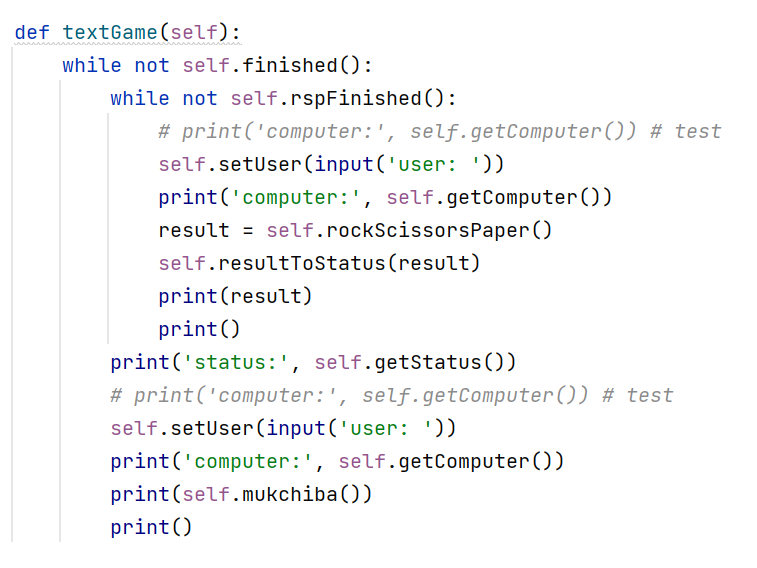 def textGame(self):
    while not self.finished():
        while not self.rspFinished():
            # print('computer:', self.getComputer()) # test
            self.setUser(input('user: '))
            print('computer:', self.getComputer())
            result = self.rockScissorsPaper()
            self.resultToStatus(result)
            print(result)
            print()
        print('status:', self.getStatus())
        # print('computer:', self.getComputer()) # test
        self.setUser(input('user: '))
        print('computer:', self.getComputer())
        print(self.mukchiba())
        print()